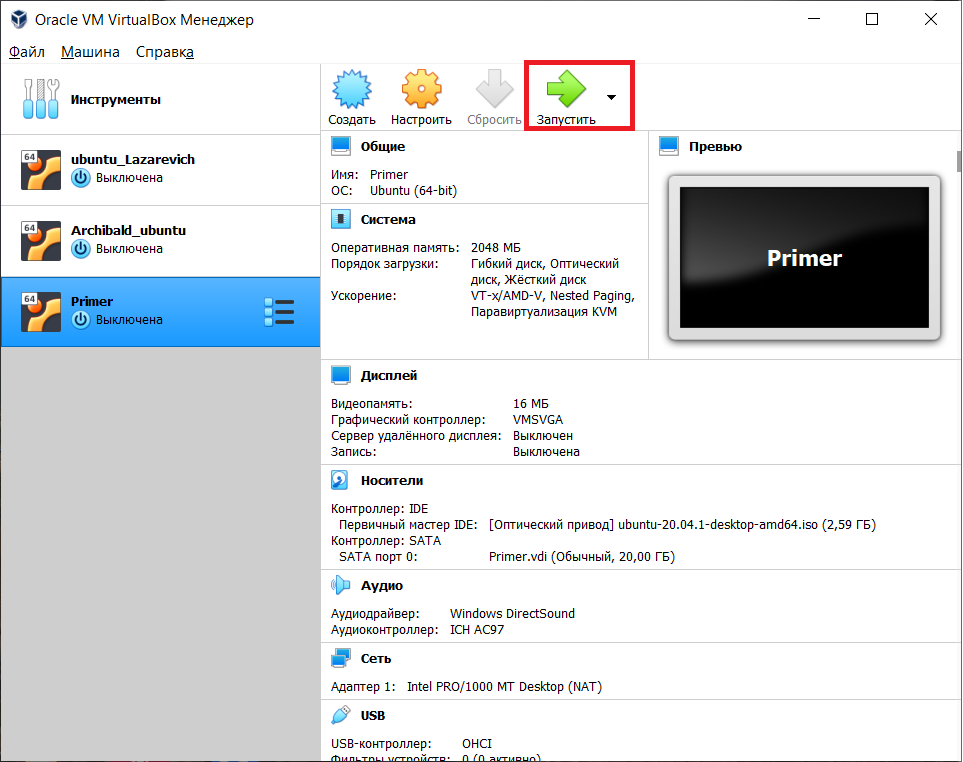 Oracle VM VirtualBox Менеджер
Файл Машина Справка
Инструменты
64
ubuntu_Lazarevich
Выключена
64
Archibald_ubuntu
Выключена
64
Primer
Выключена
Создать Настроить Сбросить Запустить
Общие
Имя: Primer
ОС: Ubuntu (64-bit)
Система
Оперативная память: 2048 МБ
Порядок загрузки: Гибкий диск, Оптический
диск, Жёсткий диск
Ускорение: VT-x/AMD-V, Nested Paging,
Паравиртуализация KVM
Превью
Primer
Дисплей
Видеопамять: 16 МБ
Графический контроллер: VMSVGA
Сервер удалённого дисплея: Выключен
Запись: Выключена
Носители
Контроллер: IDE
Первичный мастер IDE: [Оптический привод] ubuntu-20.04.1-desktop-amd64.iso (2,59 ГБ)
Контроллер: SATA
SATA порт 0: Primer.vdi (Обычный, 20,00 ГБ)
Аудио
Аудиодрайвер: Windows DirectSound
Аудиоконтроллер: ICH AC97
Сеть
Адаптер 1: Intel PRO/1000 MT Desktop (NAT)
USB
USB-контроллер: OHCI
Фильтры устройств: 0 (0 активно)